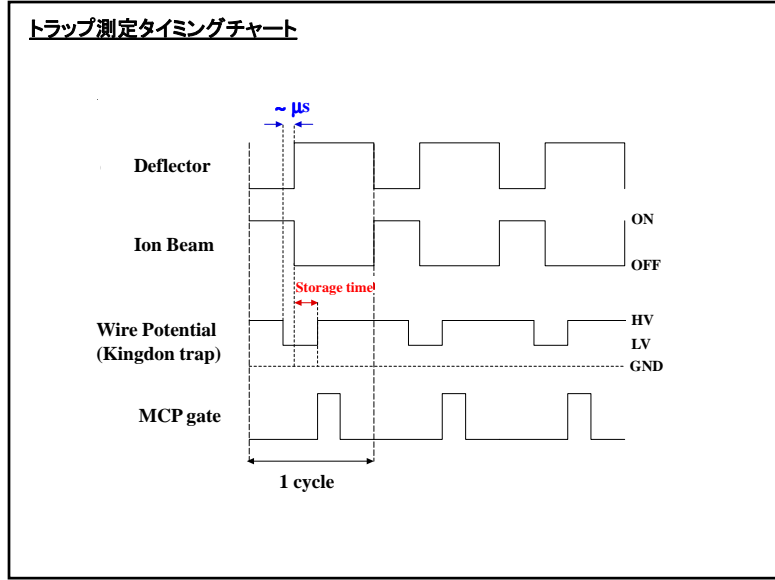 トラップ測定タイミングチャート
~ μs
Deflector
ON
Ion Beam
OFF
Storage time
HV
Wire Potential
(Kingdon trap)
LV
GND
MCP gate
1 cycle